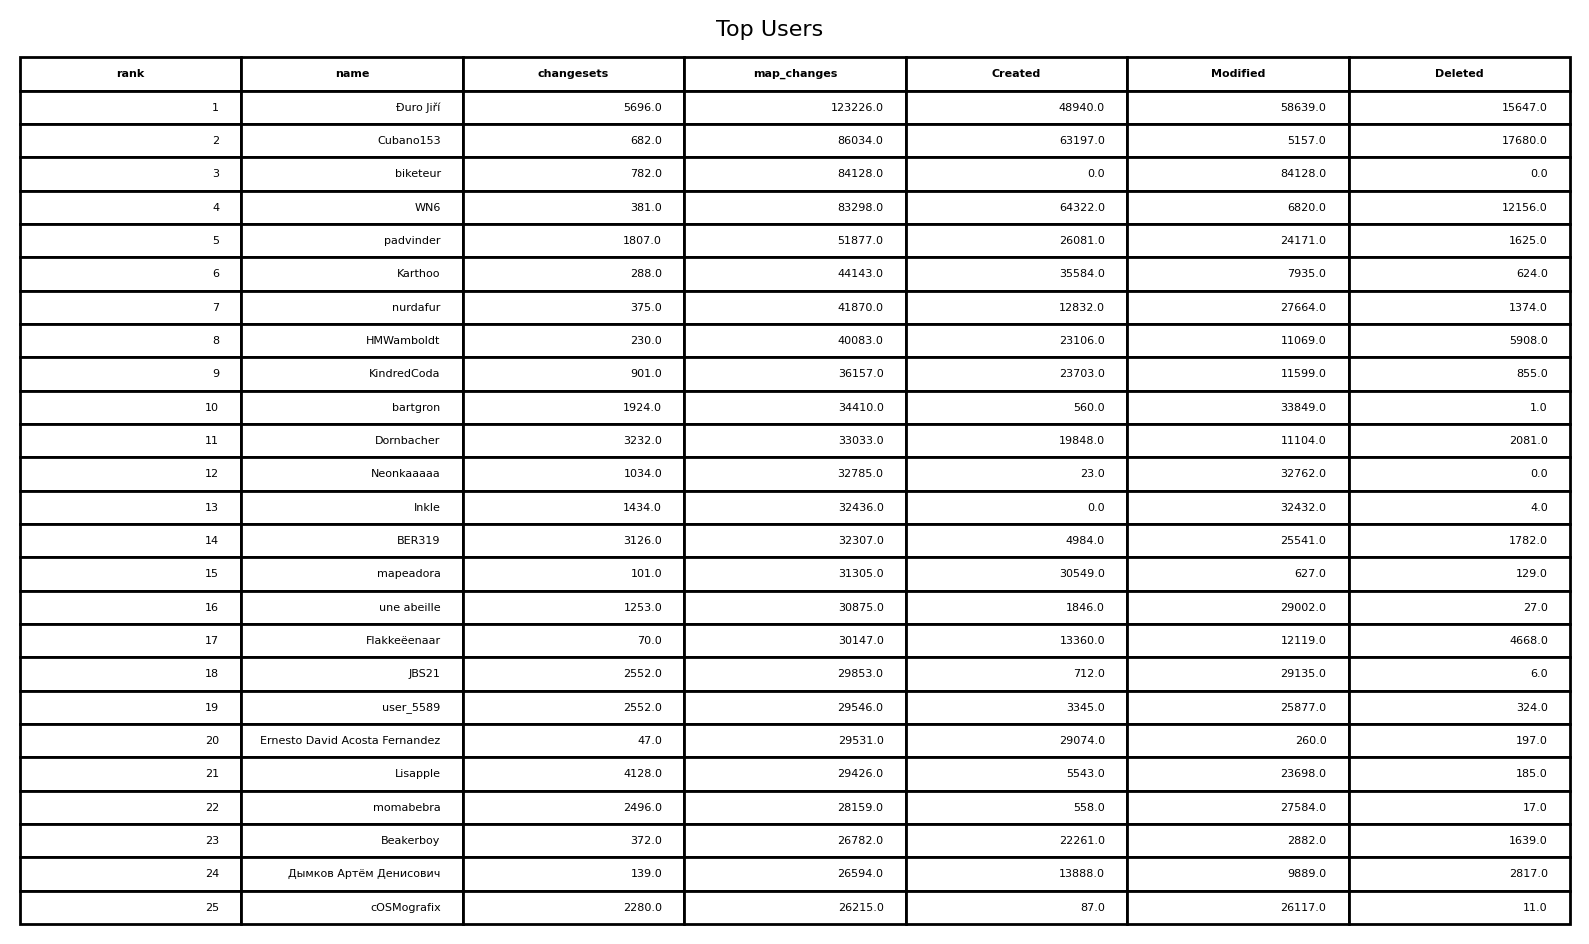 Top Users
rank name changesets map_changes Created Modified Deleted
1 Đuro Jiří 5696.0 123226.0 48940.0 58639.0 15647.0
2 Cubano153 682.0 86034.0 63197.0 5157.0 17680.0
3 biketeur 782.0 84128.0 0.0 84128.0 0.0
4 WN6 381.0 83298.0 64322.0 6820.0 12156.0
5 padvinder 1807.0 51877.0 26081.0 24171.0 1625.0
6 Karthoo 288.0 44143.0 35584.0 7935.0 624.0
7 nurdafur 375.0 41870.0 12832.0 27664.0 1374.0
8 HMWamboldt 230.0 40083.0 23106.0 11069.0 5908.0
9 KindredCoda 901.0 36157.0 23703.0 11599.0 855.0
10 bartgron 1924.0 34410.0 560.0 33849.0 1.0
11 Dornbacher 3232.0 33033.0 19848.0 11104.0 2081.0
12 Neonkaaaaa 1034.0 32785.0 23.0 32762.0 0.0
13 Inkle 1434.0 32436.0 0.0 32432.0 4.0
14 BER319 3126.0 32307.0 4984.0 25541.0 1782.0
15 mapeadora 101.0 31305.0 30549.0 627.0 129.0
16 une abeille 1253.0 30875.0 1846.0 29002.0 27.0
17 Flakkeëenaar 70.0 30147.0 13360.0 12119.0 4668.0
18 JBS21 2552.0 29853.0 712.0 29135.0 6.0
19 user_5589 2552.0 29546.0 3345.0 25877.0 324.0
20 Ernesto David Acosta Fernandez 47.0 29531.0 29074.0 260.0 197.0
21 Lisapple 4128.0 29426.0 5543.0 23698.0 185.0
22 momabebra 2496.0 28159.0 558.0 27584.0 17.0
23 Beakerboy 372.0 26782.0 22261.0 2882.0 1639.0
24 Дымков Артём Денисович 139.0 26594.0 13888.0 9889.0 2817.0
25 cOSMografix 2280.0 26215.0 87.0 26117.0 11.0